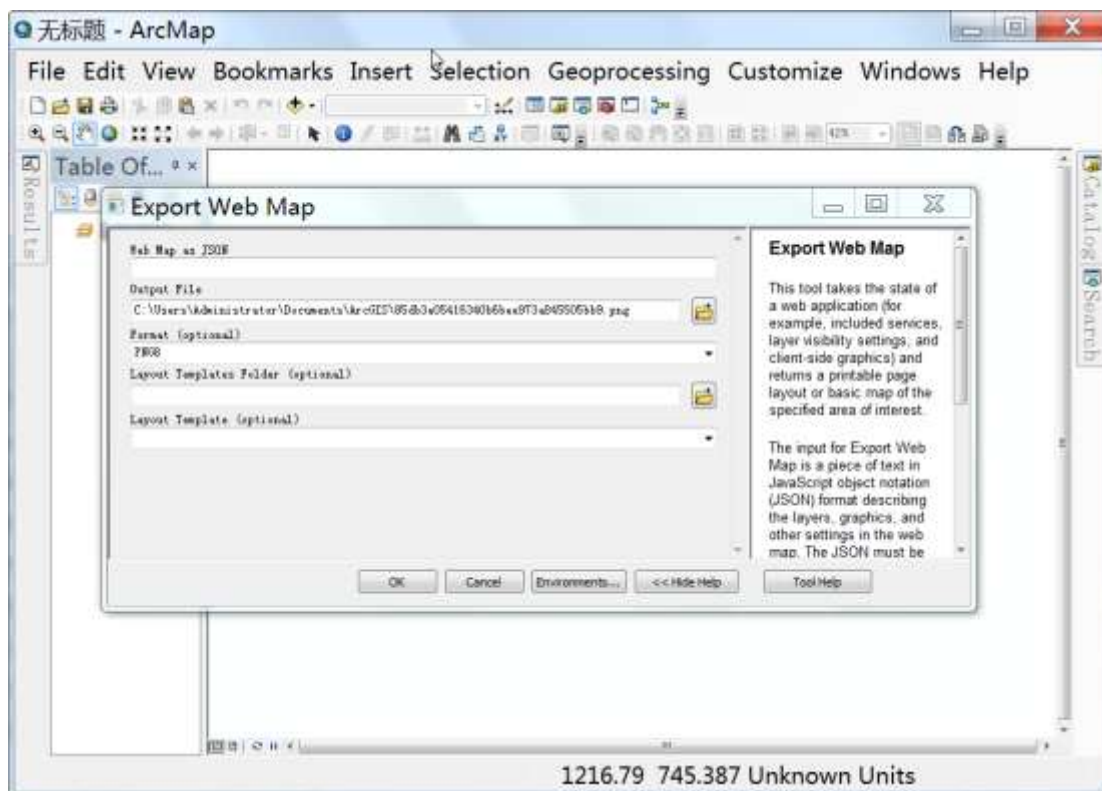 无标题 - ArcMap
File Edit View Bookmarks Insert Selection Geoprocessing Customize Windows Help
42%
Table Of...
Results
Export Web Map
Web Map as JSON
Output File
Format (optional)
PNG8
Layout Templates Folder (optional)
Layout Template (optional)
Export Web Map
This tool takes the state of
a web application (for
example, included services,
layer visibility settings, and
client-side graphics) and
returns a printable page
layout or basic map of the
specified area of interest.
The input for Export Web
Map is a piece of text in
JavaScript object notation
(JSON) format describing
the layers, graphics, and
other settings in the web
map. The JSON must be
OK Cancel Environments... << Hide Help Tool Help
Catalog
Search
1216.79 745.387 Unknown Units